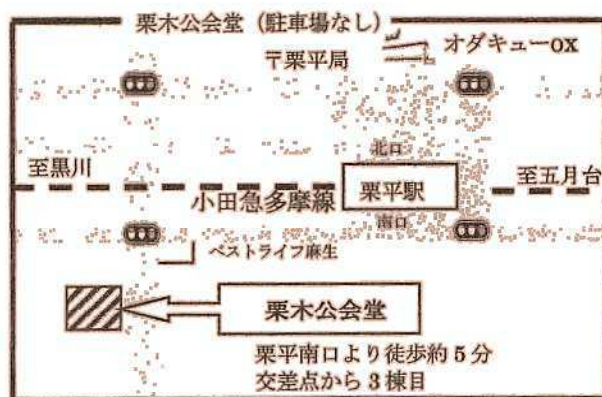 栗木公会堂（駐車場なし）
〒栗平局
オダキューOX
北口
至黒川
栗平駅
至五月台
小田急多摩線
南口
ベストライフ麻生
栗木公会堂
栗平南口より徒歩約５分
交差点から３棟目